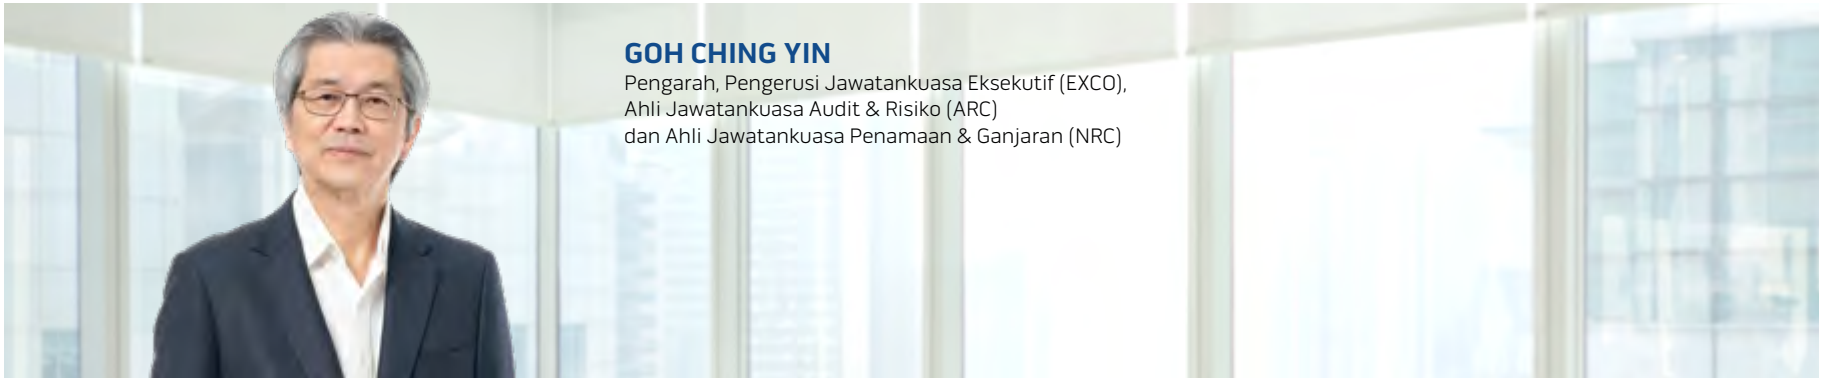 GOH CHING YIN
Pengarah, Pengerusi Jawatankuasa Eksekutif (EXCO),
Ahli Jawatankuasa Audit & Risiko (ARC)
dan Ahli Jawatankuasa Penamaan & Ganjaran (NRC)